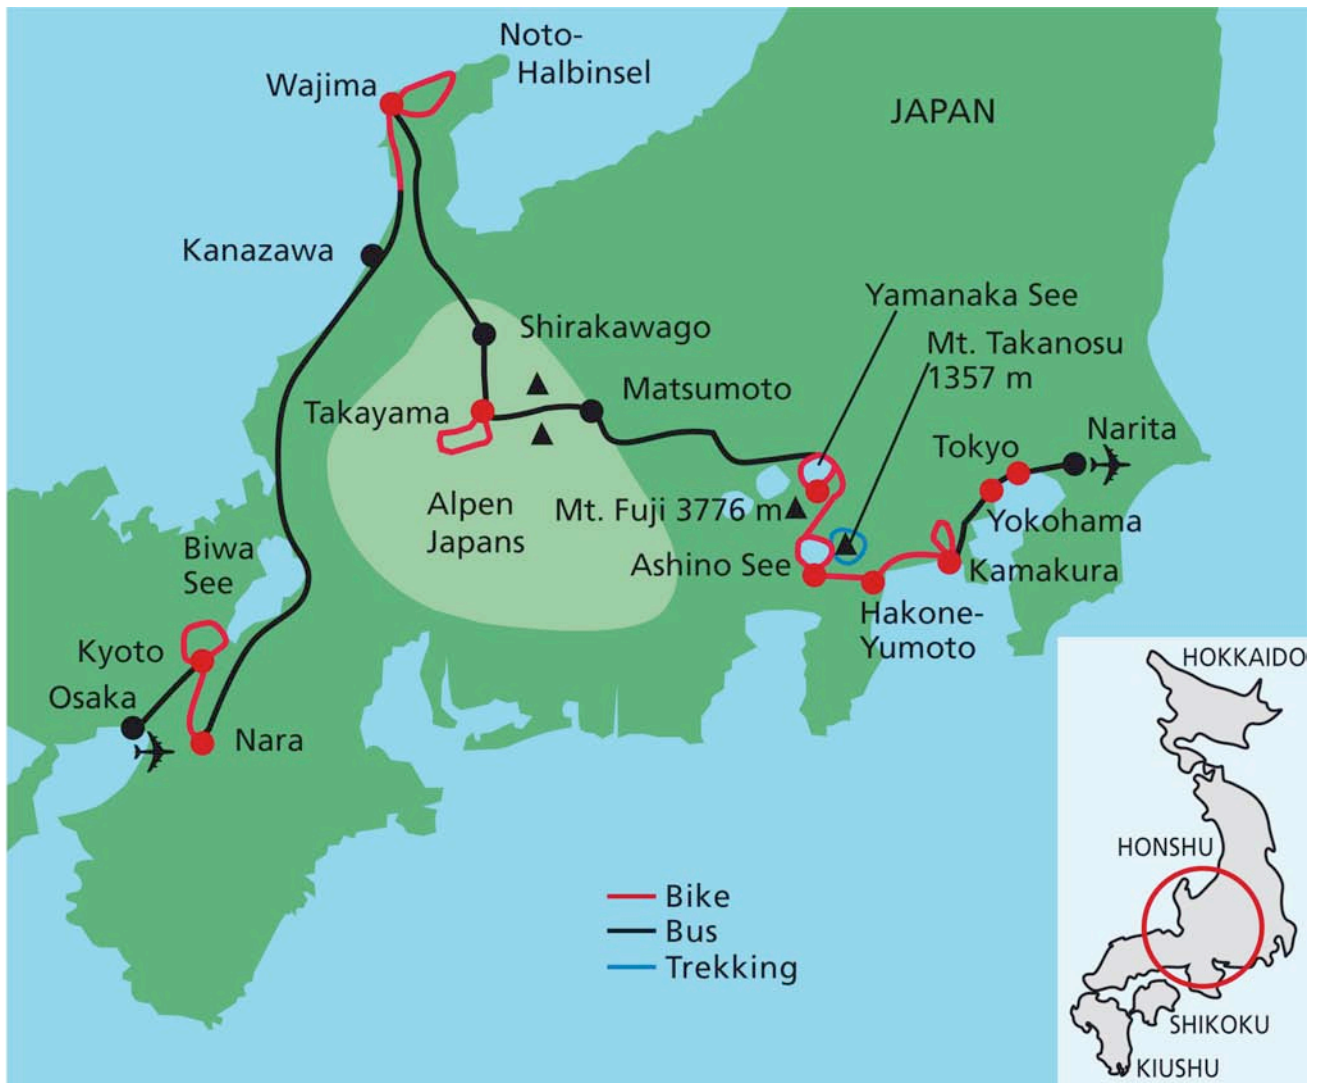 Noto-
Halbinsel
Wajima
JAPAN
Kanazawa
Yamanaka See
Shirakawago
Mt. Takanosu
1357 m
Matsumoto
Takayama
Narita
Tokyo
Alpen
Japans
Mt. Fuji 3776 m
Yokohama
Biwa
See
Ashino See
Kamakura
Hakone-
Yumoto
Kyoto
Osaka
Nara
HOKKAIDO
HONSHU
Bike
Bus
Trekking
SHIKOKU
KIUSHU